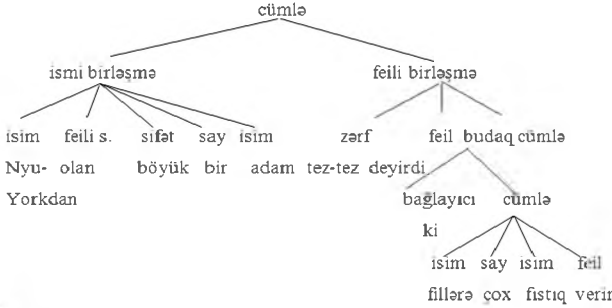 cümlə
ismi birləşmə feili birləşmə
isim feili s. sifət say isim zərf feil budaq cümlə
Nyu- olan böyük bir adam tez-tez deyirdi
Yorkdan bağlayıcı cümlə
ki
isim say isim feil
fillərə çox fıstıq verir